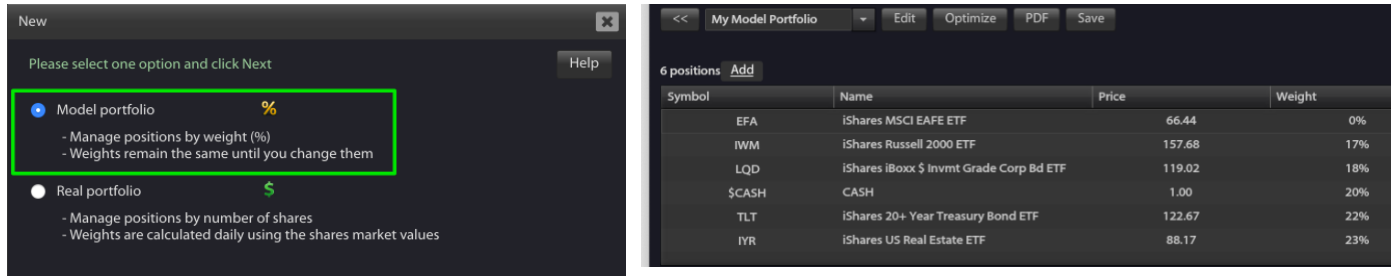 New
Please select one option and click Next
Help
Model portfolio %
- Manage positions by weight (%)
- Weights remain the same until you change them
Real portfolio $
- Manage positions by number of shares
- Weights are calculated daily using the shares market values
<< My Model Portfolio Edit Optimize PDF Save
6 positions Add
Symbol Name Price Weight
EFA iShares MSCI EAFE ETF 66.44 0%
IWM iShares Russell 2000 ETF 157.68 17%
LQD iShares iBoxx $ Invmt Grade Corp Bd ETF 119.02 18%
$CASH CASH 1.00 20%
TLT iShares 20+ Year Treasury Bond ETF 122.67 22%
IYR iShares US Real Estate ETF 88.17 23%